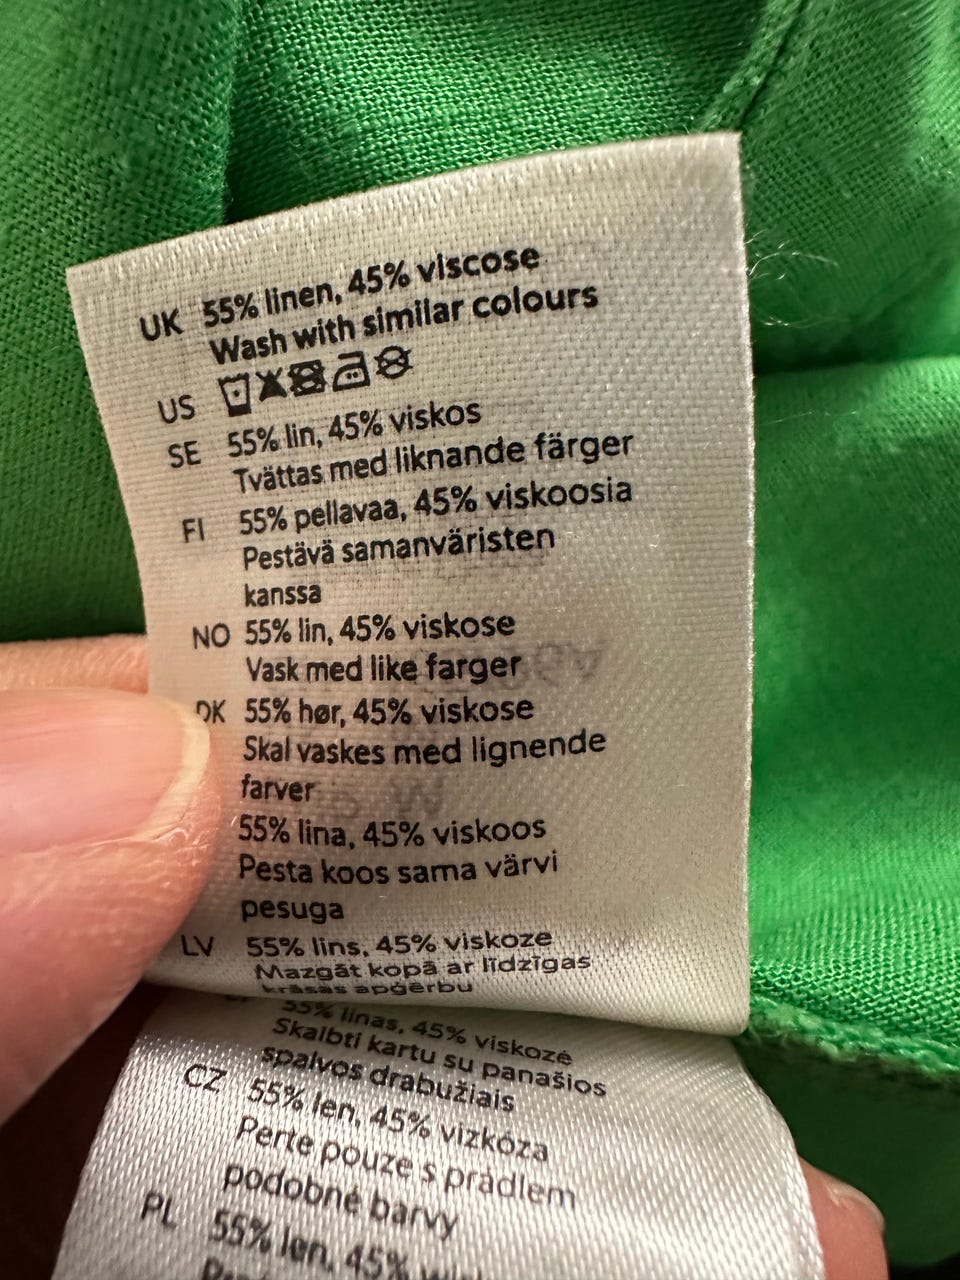 UK 55% linen, 45% viscose
Wash with similar colours
US
SE 55% lin, 45% viskos
Tvättas med liknande färger
FI 55% pellavaa, 45% viskoosia
Pestävä samanväristen
kanssa
NO 55% lin, 45% viskose
Vask med like farger
DK 55% hør, 45% viskose
Skal vaskes med lignende
farver
55% lina, 45% viskoos
Pesta koos sama värvi
pesuga
LV 55% lins, 45% viskoze
Mazgāt kopā ar līdzīgas
krāsas apģērbu
55% linas, 45% viskozė
Skalbti kartu su panašios
spalvos drabužiais
CZ 55% len, 45% vizkóza
Perte pouze s prádlem
podobné barvy
PL 55% len, 45%